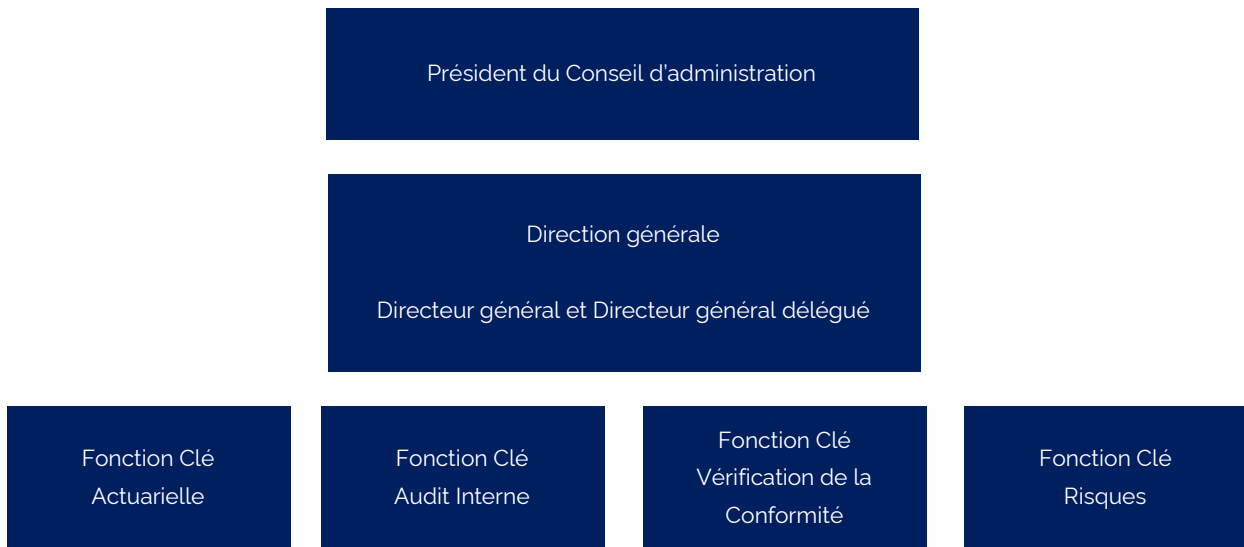 Président du Conseil d’administration
Direction générale
Directeur général et Directeur général délégué
Fonction Clé
Actuarielle
Fonction Clé
Audit Interne
Fonction Clé
Vérification de la
Conformité
Fonction Clé
Risques